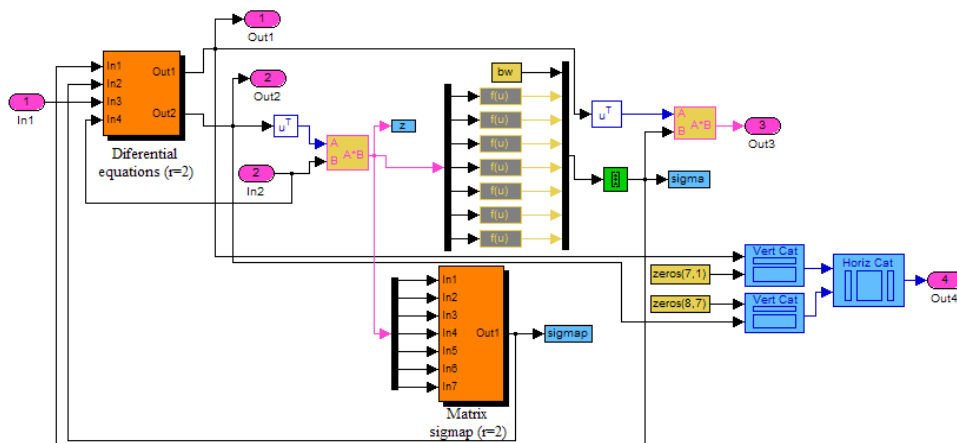 1
Out1
2
Out2
In1
In2
In3
In4
Out1
Out2
1
In1
Diferential
equations (r=2)
u^T
2
In2
A
B
A*B
z
bw
f(u)
f(u)
f(u)
f(u)
f(u)
f(u)
f(u)
u^T
A
B
A*B
3
Out3
sigma
zeros(7,1)
Vert Cat
zeros(8,7)
Vert Cat
Horiz Cat
4
Out4
In1
In2
In3
In4
In5
In6
In7
Out1
sigmap
Matrix
sigmap (r=2)